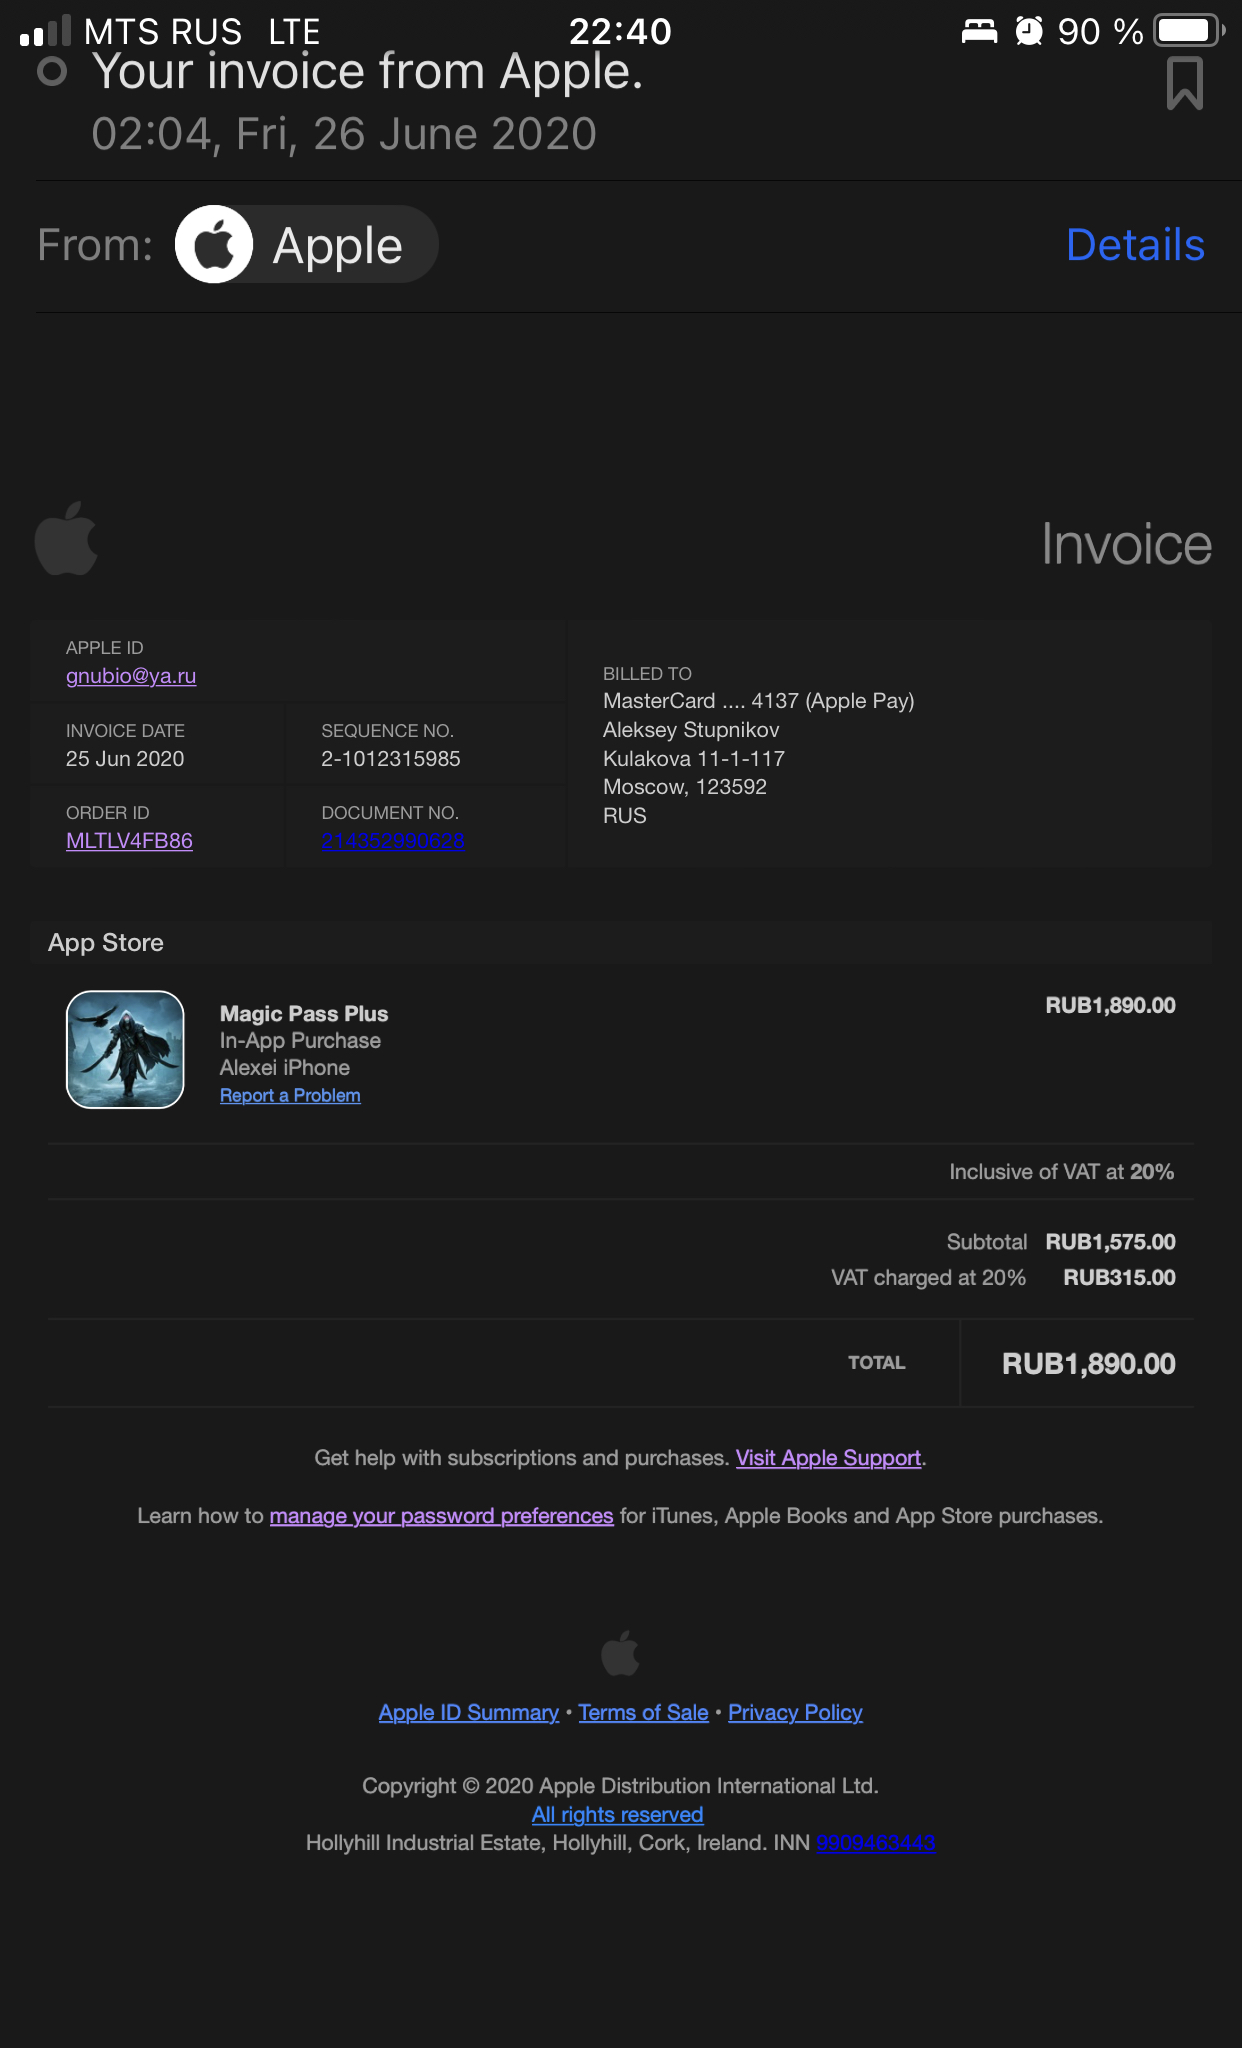 MTS RUS LTE 22:40 90 %
Your invoice from Apple.
02:04, Fri, 26 June 2020
From: Apple Details
Invoice
APPLE ID
gnubio@ya.ru
INVOICE DATE
25 Jun 2020
SEQUENCE NO.
2-1012315985
ORDER ID
MLTLV4FB86
DOCUMENT NO.
214352990628
BILLED TO
MasterCard .... 4137 (Apple Pay)
Aleksey Stupnikov
Kulakova 11-1-117
Moscow, 123592
RUS
App Store
Magic Pass Plus RUB1,890.00
In-App Purchase
Alexei iPhone
Report a Problem
Inclusive of VAT at 20%
Subtotal RUB1,575.00
VAT charged at 20% RUB315.00
TOTAL RUB1,890.00
Get help with subscriptions and purchases. Visit Apple Support.
Learn how to manage your password preferences for iTunes, Apple Books and App Store purchases.
Apple ID Summary • Terms of Sale • Privacy Policy
Copyright © 2020 Apple Distribution International Ltd.
All rights reserved
Hollyhill Industrial Estate, Hollyhill, Cork, Ireland. INN 9909463443